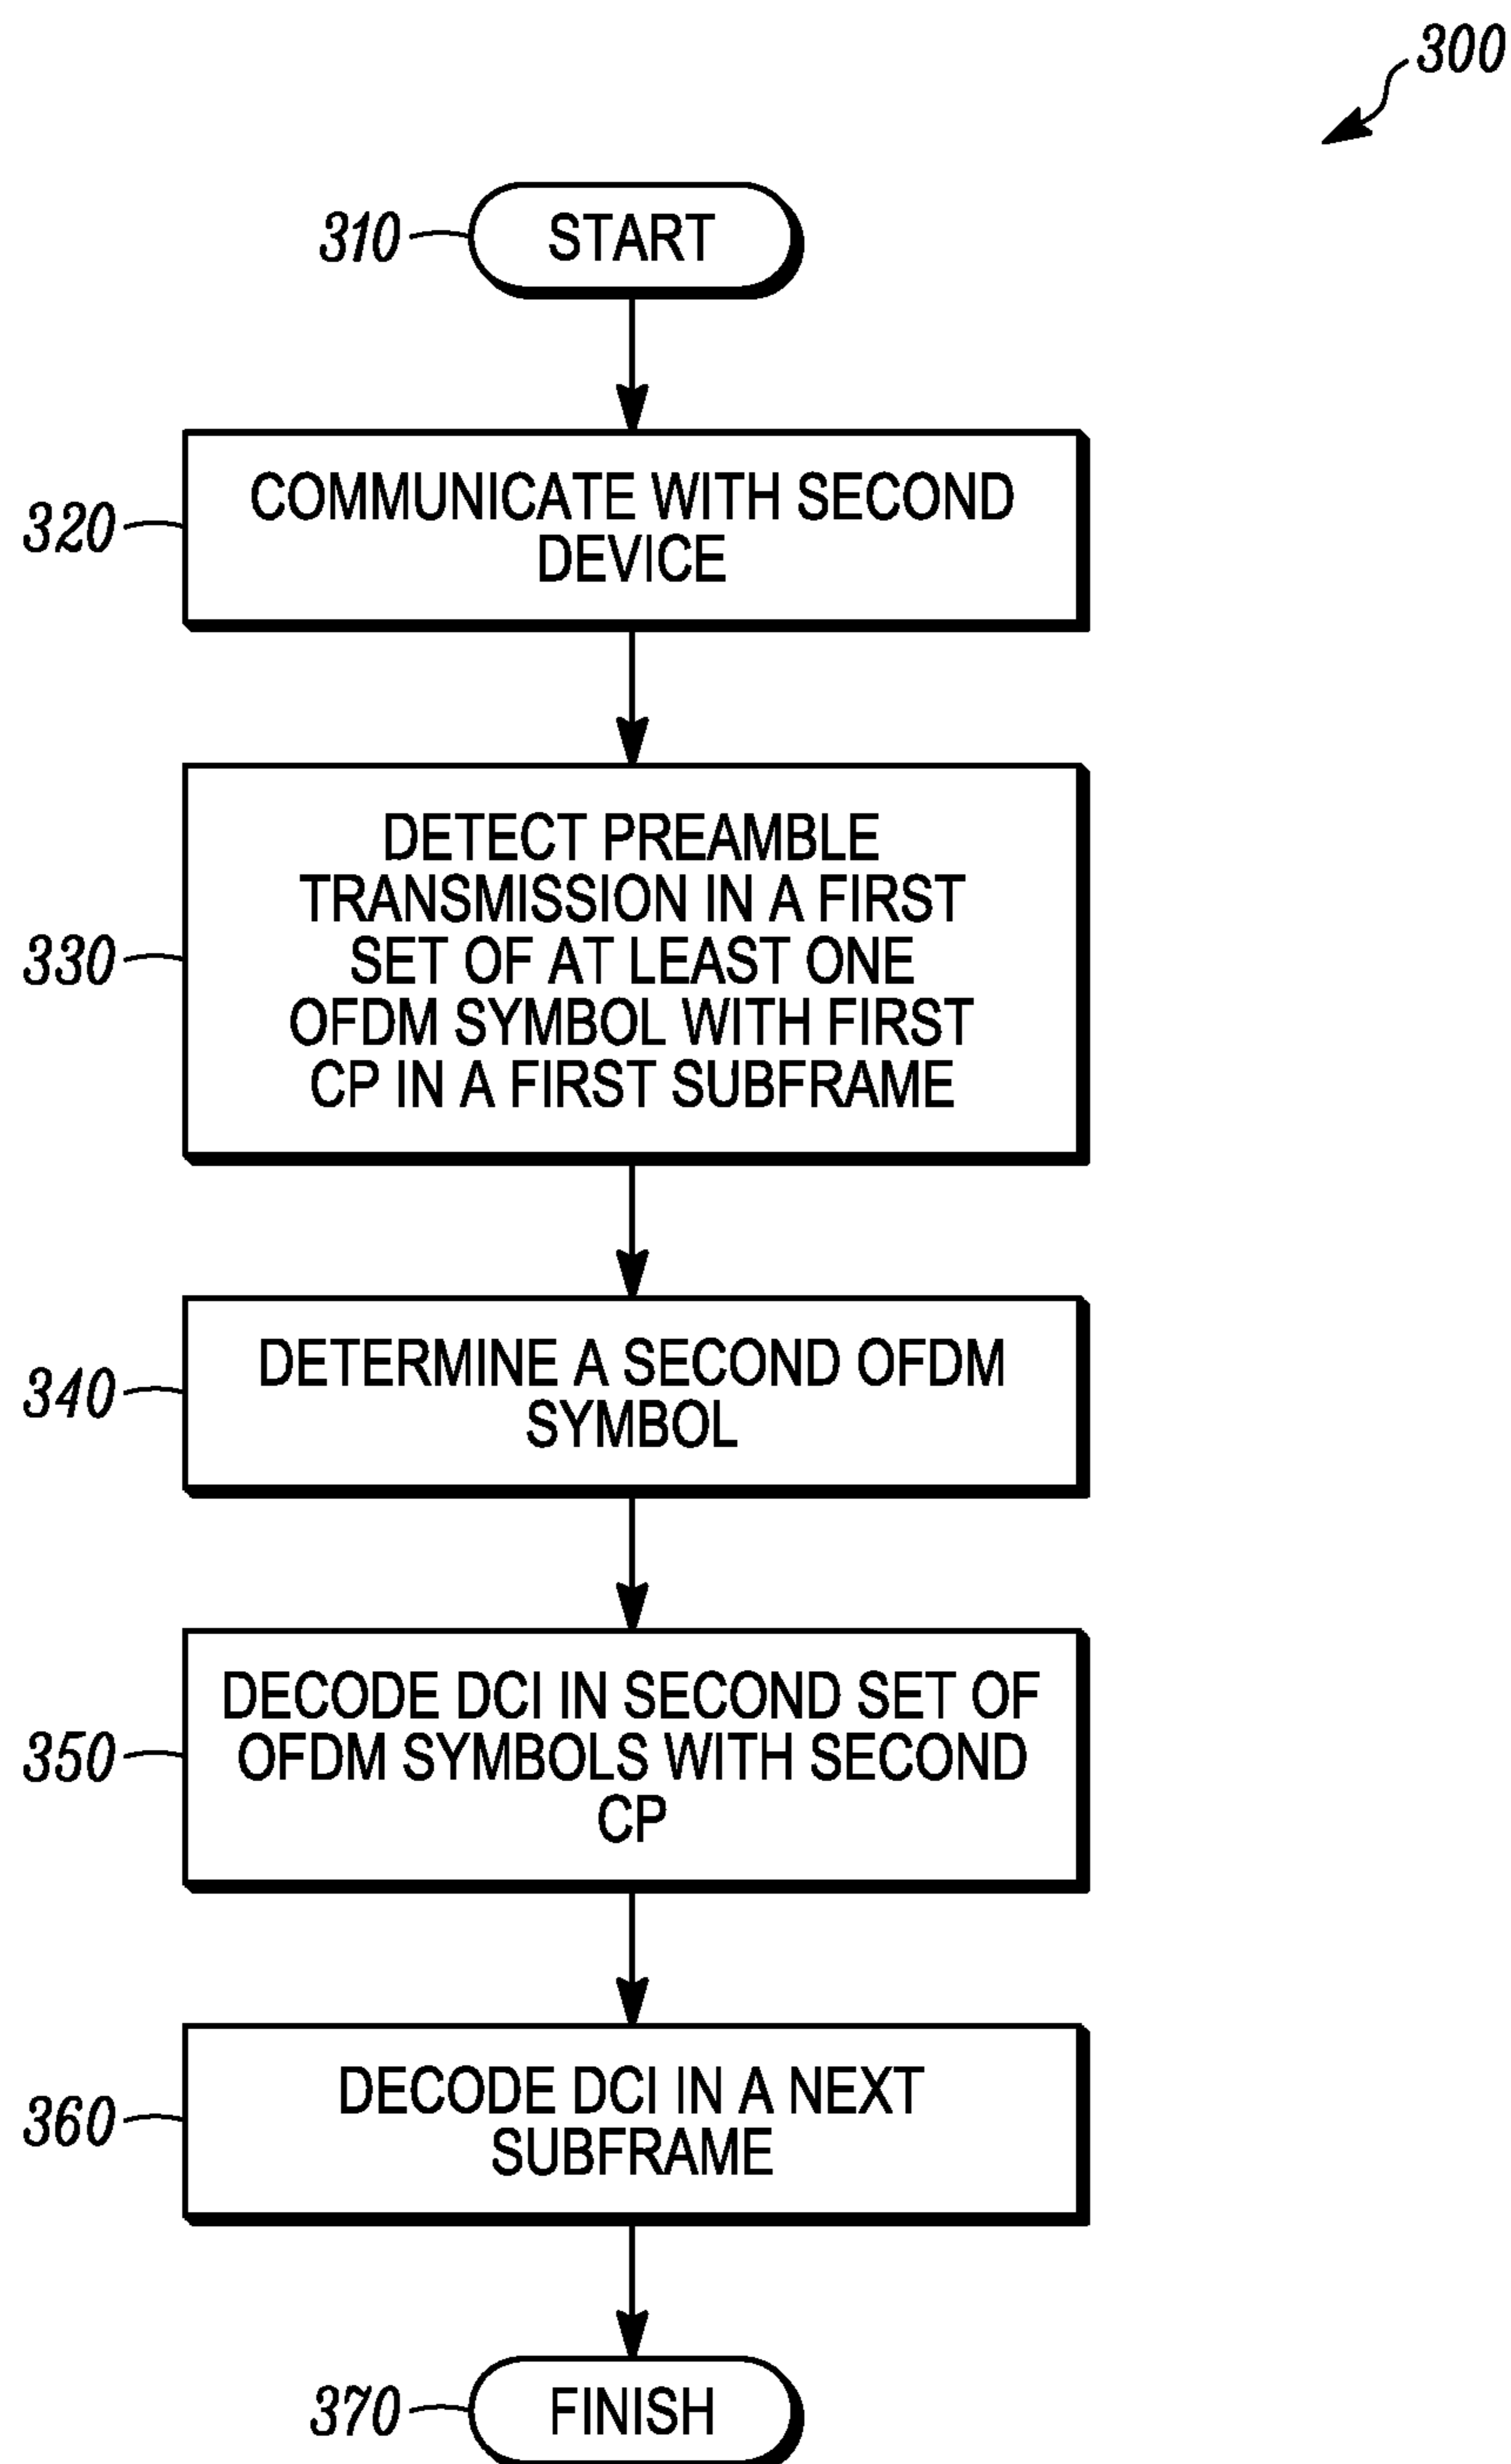 300
310
START
320
COMMUNICATE WITH SECOND
DEVICE
330
DETECT PREAMBLE
TRANSMISSION IN A FIRST
SET OF AT LEAST ONE
OFDM SYMBOL WITH FIRST
CP IN A FIRST SUBFRAME
340
DETERMINE A SECOND OFDM
SYMBOL
350
DECODE DCI IN SECOND SET OF
OFDM SYMBOLS WITH SECOND
CP
360
DECODE DCI IN A NEXT
SUBFRAME
370
FINISH